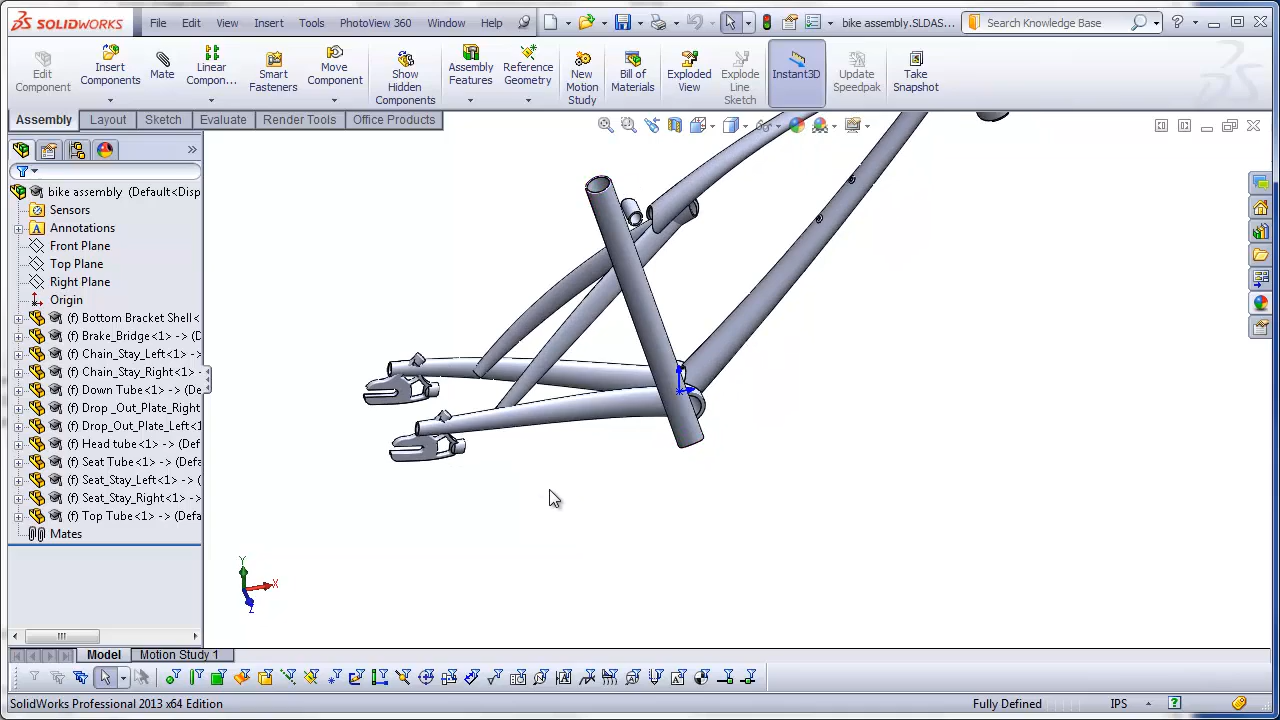 SOLIDWORKS File Edit View Insert Tools PhotoView 360 Window Help bike assembly.SLDAS... Search Knowledge Base
Edit Component
Insert Components
Mate
Linear Compon...
Smart Fasteners
Move Component
Show Hidden Components
Assembly Features
Reference Geometry
New Motion Study
Bill of Materials
Exploded View
Explode Line Sketch
Instant3D
Update Speedpak
Take Snapshot
Assembly Layout Sketch Evaluate Render Tools Office Products
bike assembly (Default<Disp
Sensors
Annotations
Front Plane
Top Plane
Right Plane
Origin
(f) Bottom Bracket Shell<
(f) Brake_Bridge<1> -> (D
(f) Chain_Stay_Left<1> ->
(f) Chain_Stay_Right<1> -
(f) Down Tube<1> -> (Def
(f) Drop _Out_Plate_Right
(f) Drop_Out_Plate_Left<1
(f) Head tube<1> -> (Def
(f) Seat Tube<1> -> (Defa
(f) Seat_Stay_Left<1> ->
(f) Seat_Stay_Right<1> ->
(f) Top Tube<1> -> (Defa
Mates
Y
X
Z
Model Motion Study 1
SolidWorks Professional 2013 x64 Edition Fully Defined IPS